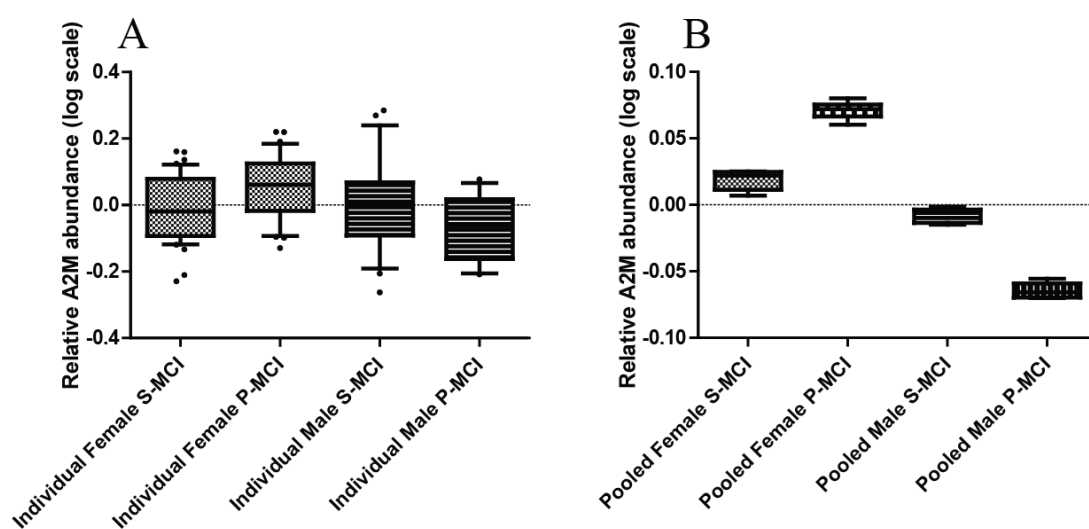 A
Relative A2M abundance (log scale)
0.4
0.2
0.0
-0.2
-0.4
Individual Female S-MCI
Individual Female P-MCI
Individual Male S-MCI
Individual Male P-MCI
B
Relative A2M abundance (log scale)
0.10
0.05
0.00
-0.05
-0.10
Pooled Female S-MCI
Pooled Female P-MCI
Pooled Male S-MCI
Pooled Male P-MCI